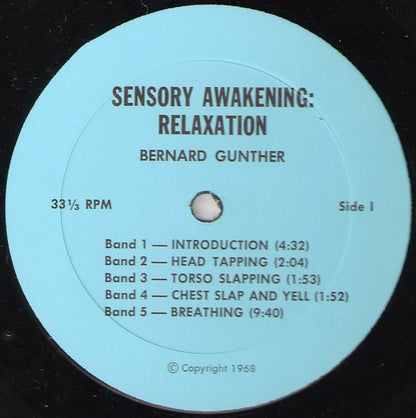 SENSORY AWAKENING:
RELAXATION
BERNARD GUNTHER
33 1/3 RPM
Side I
Band 1 — INTRODUCTION (4:32)
Band 2 — HEAD TAPPING (2:04)
Band 3 — TORSO SLAPPING (1:53)
Band 4 — CHEST SLAP AND YELL (1:52)
Band 5 — BREATHING (9:40)
© Copyright 1968